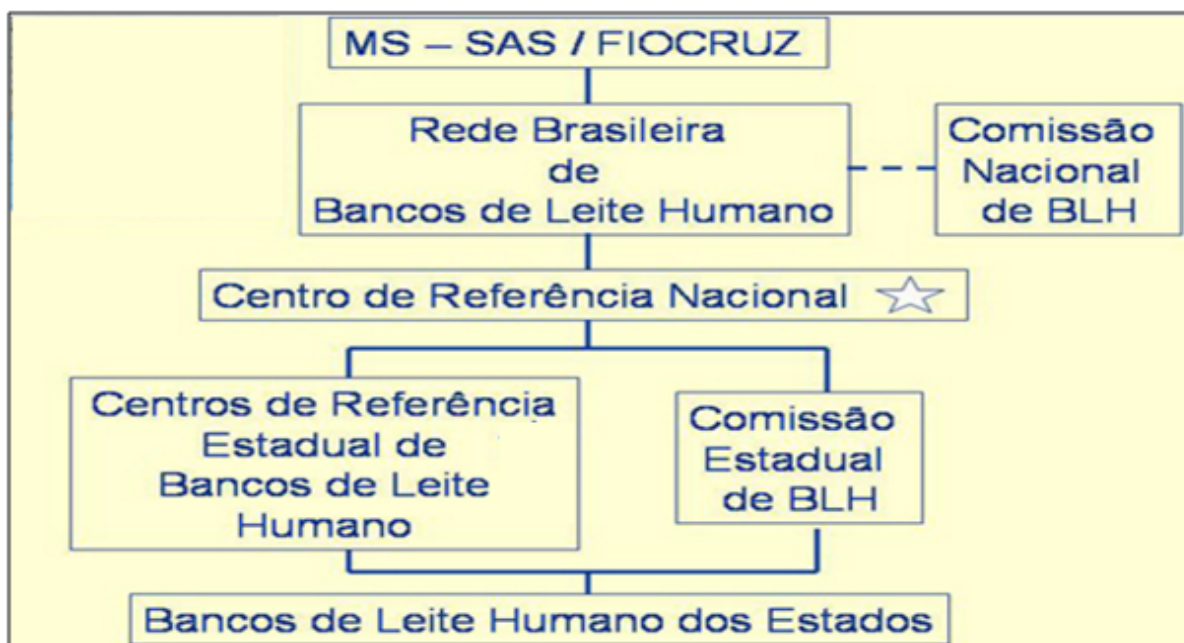 MS – SAS / FIOCRUZ
Rede Brasileira
de
Bancos de Leite Humano
Comissão
Nacional
de BLH
Centro de Referência Nacional
Centros de Referência
Estadual de
Bancos de Leite
Humano
Comissão
Estadual
de BLH
Bancos de Leite Humano dos Estados